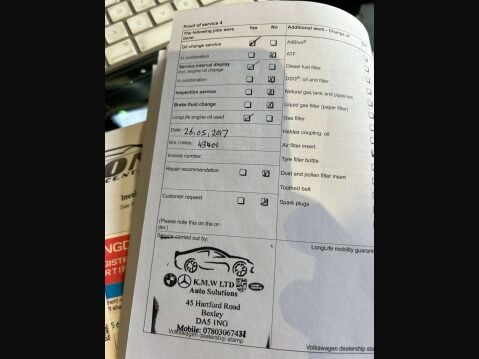 Proof of service 4
The following jobs were done: Yes No
Oil change service
In combination
Service interval display
incl. engine oil change
In combination
Inspection service
Brake fluid change
LongLife engine oil used
Date: 26.05.2017
Km / miles: 43401
Invoice number:
Repair recommendation
Customer request
(Please note this on the or-
der.)
Service carried out by:
K.M.W LTD
Auto Solutions
45 Hartford Road
Bexley
DA5 1NG
Mobile:
Volkswagen dealership stamp
Additional work - Change of
AdBlue®
ATF
Diesel fuel filter
DSG®: oil and filter
Natural gas tank and pipelines
Liquid gas filter (paper filter)
Gas filter
Haldex coupling: oil
Air filter insert
Tyre filler bottle
Dust and pollen filter insert
Toothed belt
Spark plugs
LongLife mobility guarant
Volkswagen dealership stamp